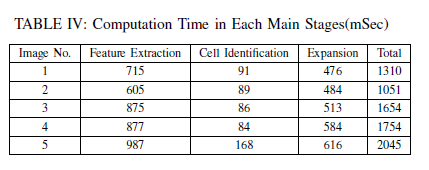 TABLE IV: Computation Time in Each Main Stages(mSec)
Image No. Feature Extraction Cell Identification Expansion Total
1 715 91 476 1310
2 605 89 484 1051
3 875 86 513 1654
4 877 84 584 1754
5 987 168 616 2045